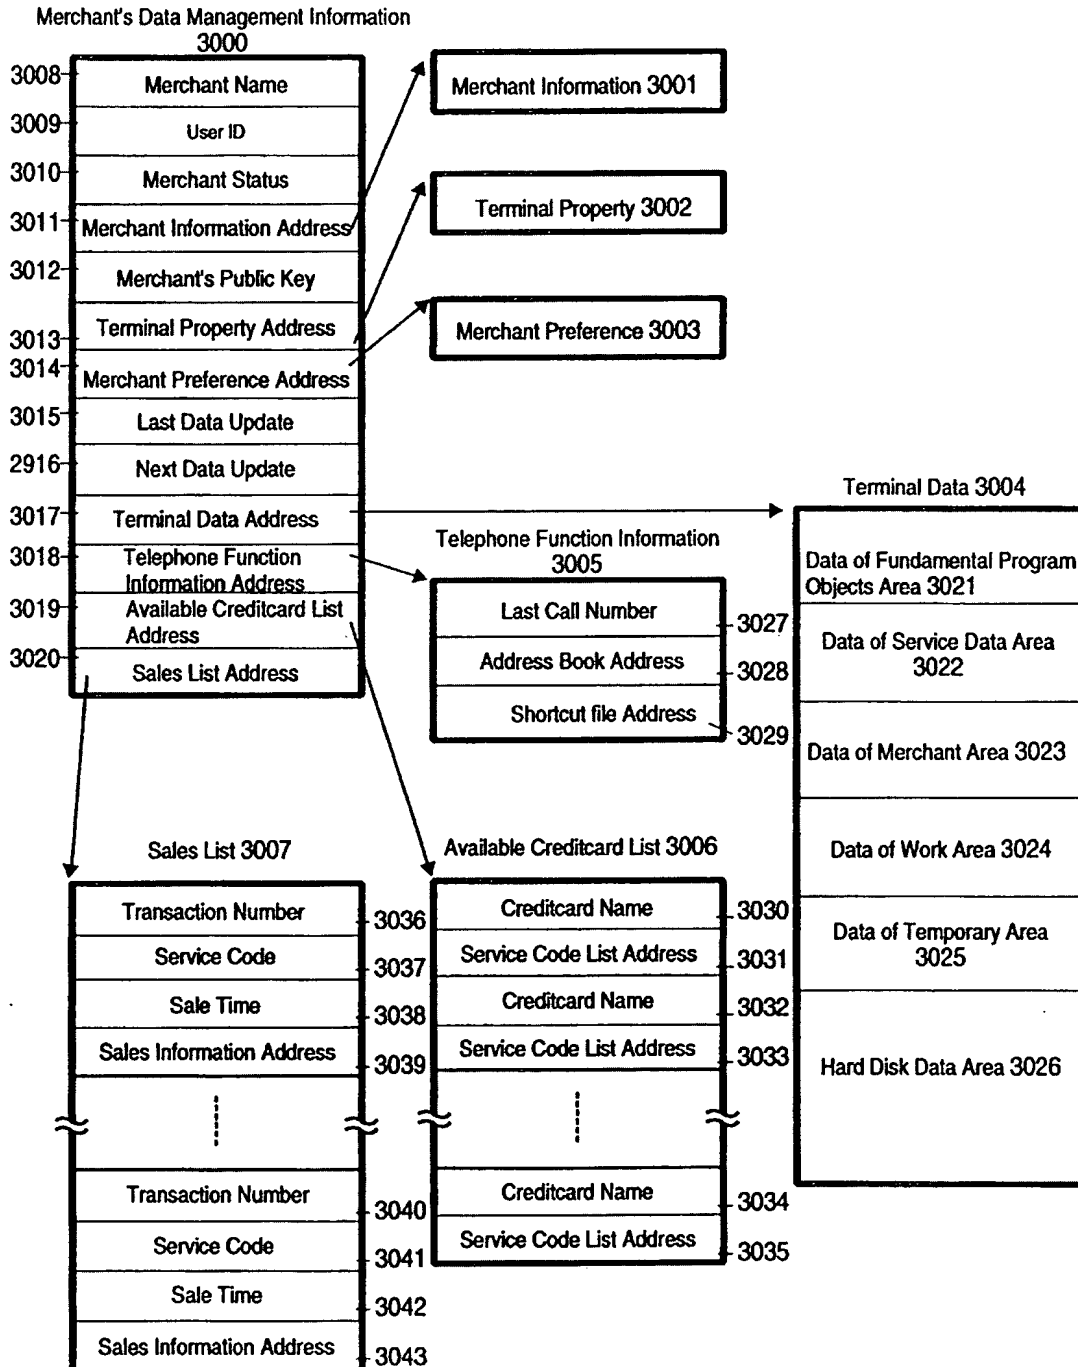 Merchant's Data Management Information
3000
3008
Merchant Name
3009
User ID
3010
Merchant Status
3011
Merchant Information Address
3012
Merchant's Public Key
3013
Terminal Property Address
3014
Merchant Preference Address
3015
Last Data Update
2916
Next Data Update
3017
Terminal Data Address
3018
Telephone Function
Information Address
3019
Available Creditcard List
Address
3020
Sales List Address
Merchant Information 3001
Terminal Property 3002
Merchant Preference 3003
Telephone Function Information
3005
Last Call Number
3027
Address Book Address
3028
Shortcut file Address
3029
Terminal Data 3004
Data of Fundamental Program
Objects Area 3021
Data of Service Data Area
3022
Data of Merchant Area 3023
Data of Work Area 3024
Data of Temporary Area
3025
Hard Disk Data Area 3026
Sales List 3007
Transaction Number
3036
Service Code
3037
Sale Time
3038
Sales Information Address
3039
Transaction Number
3040
Service Code
3041
Sale Time
3042
Sales Information Address
3043
Available Creditcard List 3006
Creditcard Name
3030
Service Code List Address
3031
Creditcard Name
3032
Service Code List Address
3033
Creditcard Name
3034
Service Code List Address
3035